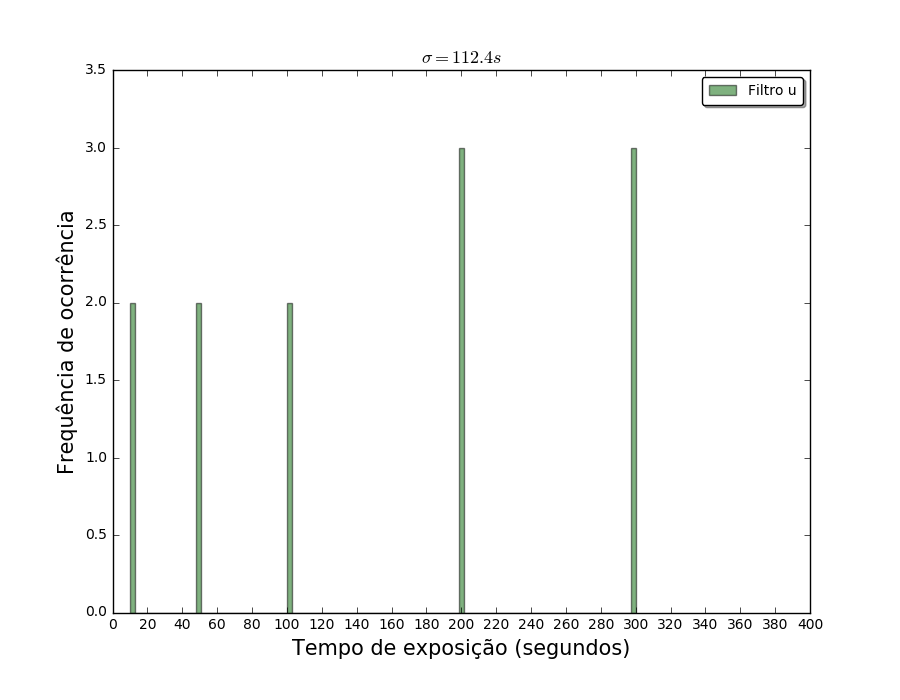 σ = 112.4s
Filtro u
Frequência de ocorrência
3.5
3.0
2.5
2.0
1.5
1.0
0.5
0.0
0 20 40 60 80 100 120 140 160 180 200 220 240 260 280 300 320 340 360 380 400
Tempo de exposição (segundos)